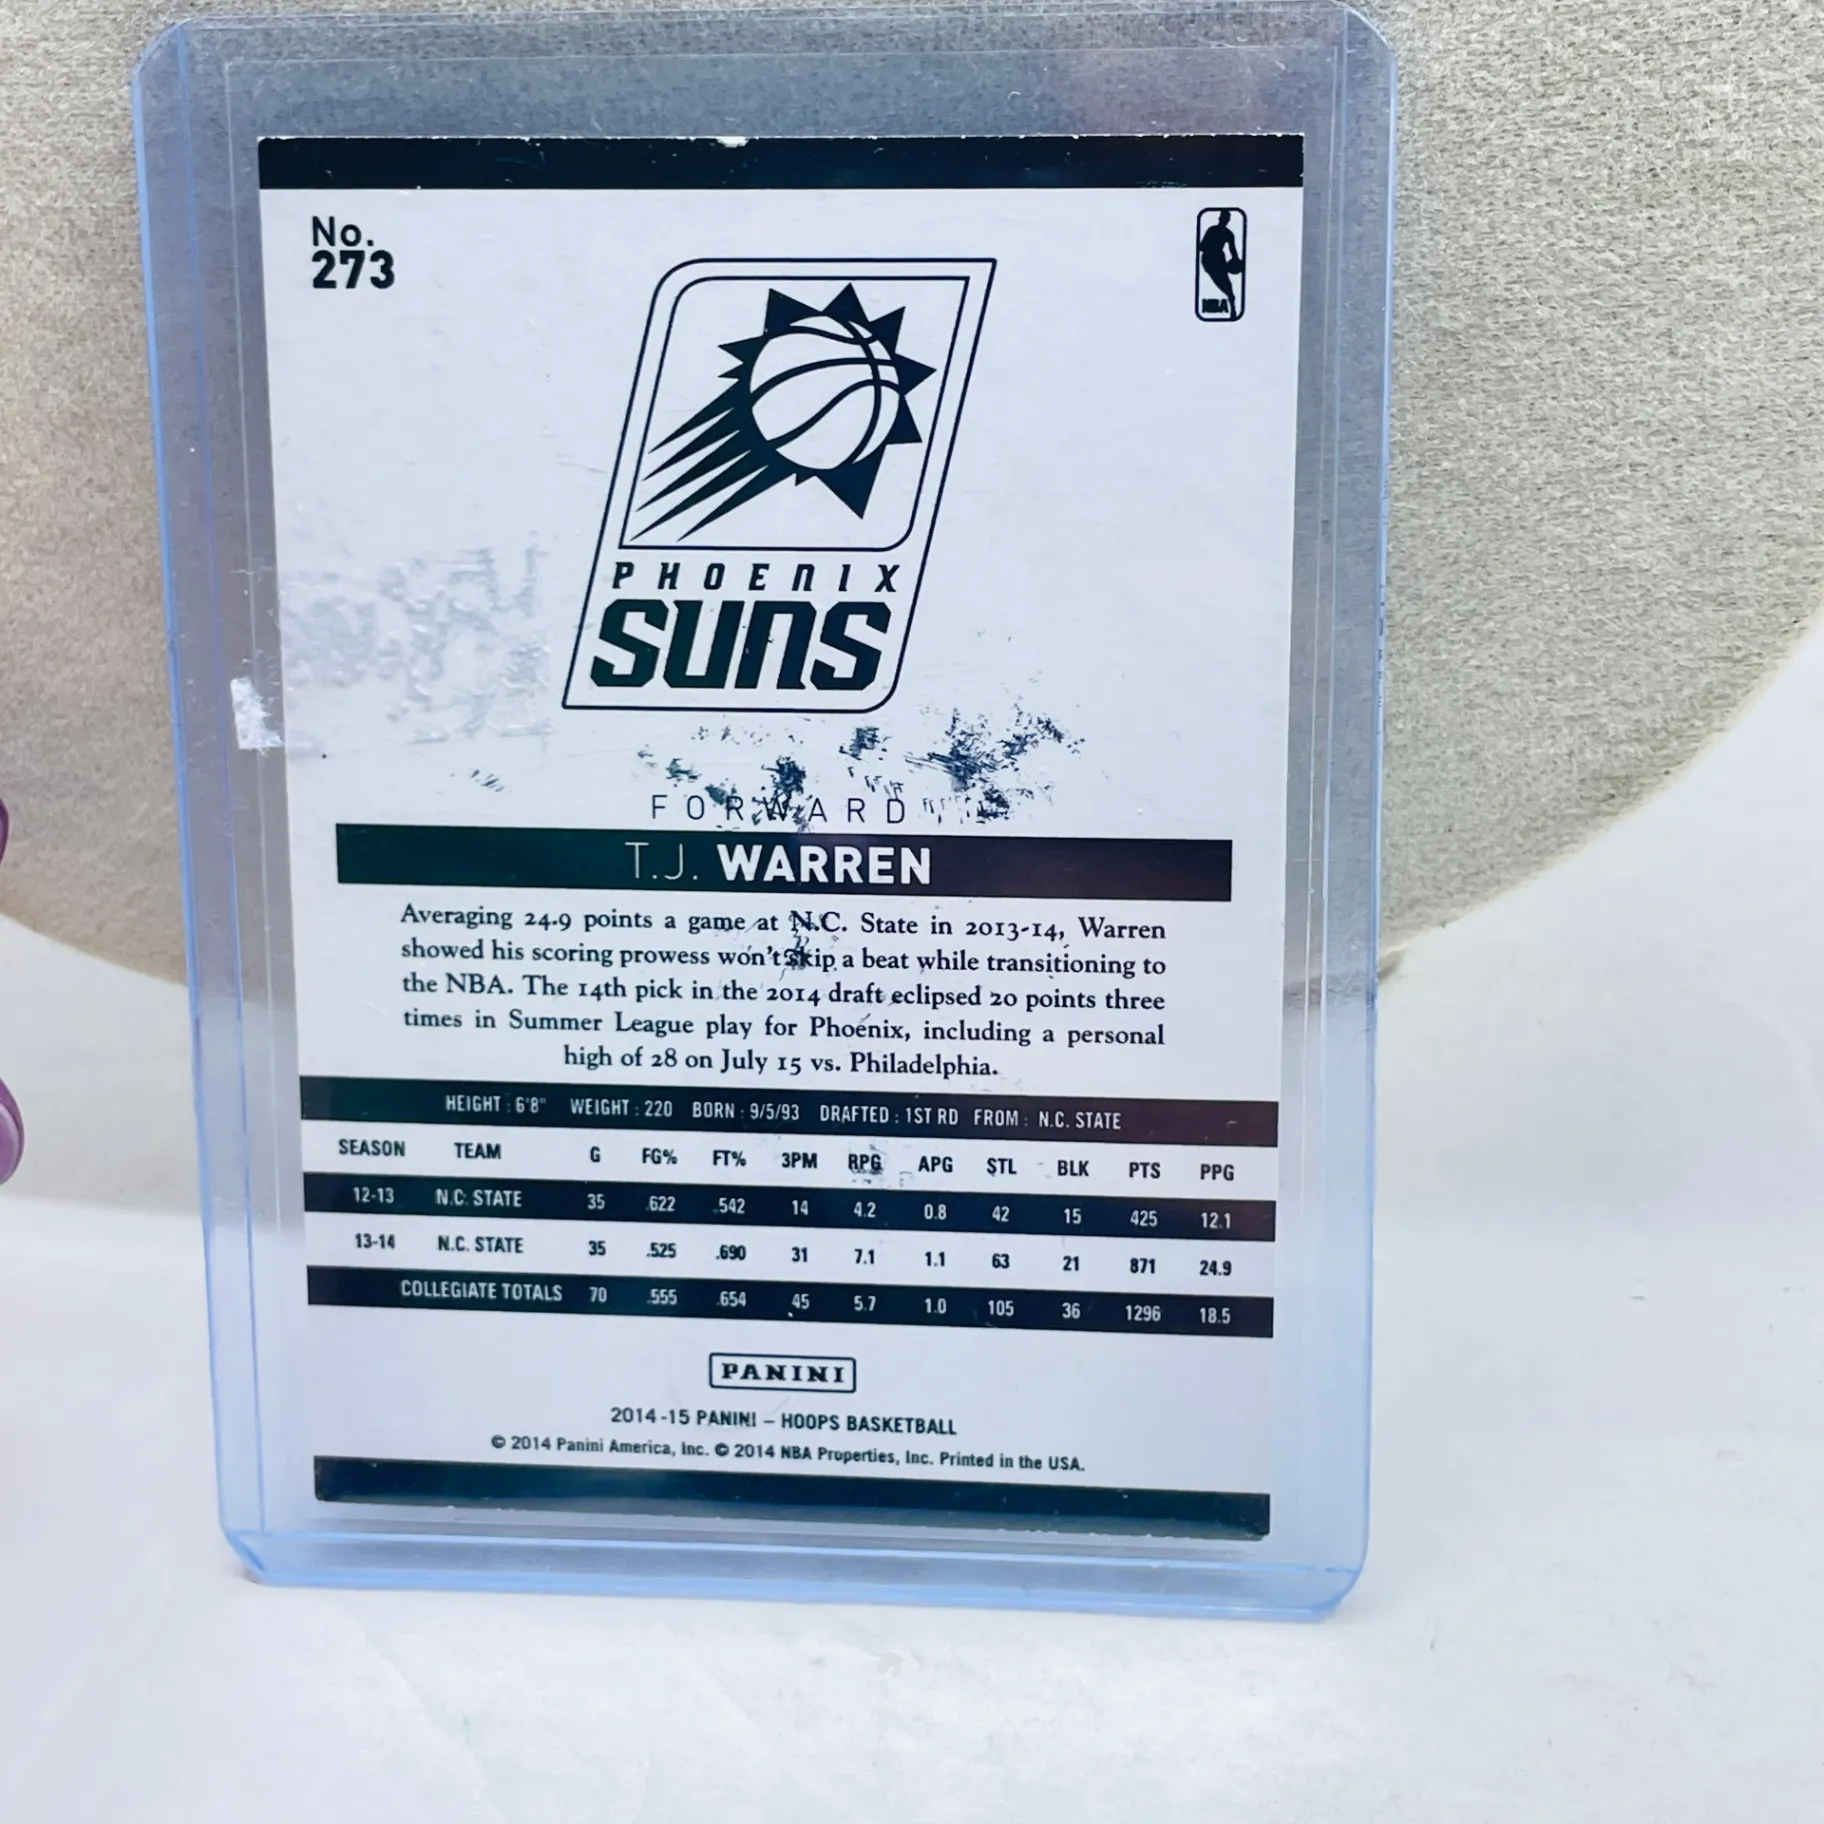 No.
273
NBA
PHOENIX
SUNS
FORWARD
T.J. WARREN
Averaging 24.9 points a game at N.C. State in 2013-14, Warren
showed his scoring prowess won't skip a beat while transitioning to
the NBA. The 14th pick in the 2014 draft eclipsed 20 points three
times in Summer League play for Phoenix, including a personal
high of 28 on July 15 vs. Philadelphia.
HEIGHT : 6'8" WEIGHT : 220 BORN : 9/5/93 DRAFTED : 1ST RD FROM : N.C. STATE
SEASON TEAM G FG% FT% 3PM RPG APG STL BLK PTS PPG
12-13 N.C. STATE 35 .622 .542 14 4.2 0.8 42 15 425 12.1
13-14 N.C. STATE 35 .525 .690 31 7.1 1.1 63 21 871 24.9
COLLEGIATE TOTALS 70 .555 .654 45 5.7 1.0 105 36 1296 18.5
PANINI
2014-15 PANINI – HOOPS BASKETBALL
© 2014 Panini America, Inc. © 2014 NBA Properties, Inc. Printed in the USA.